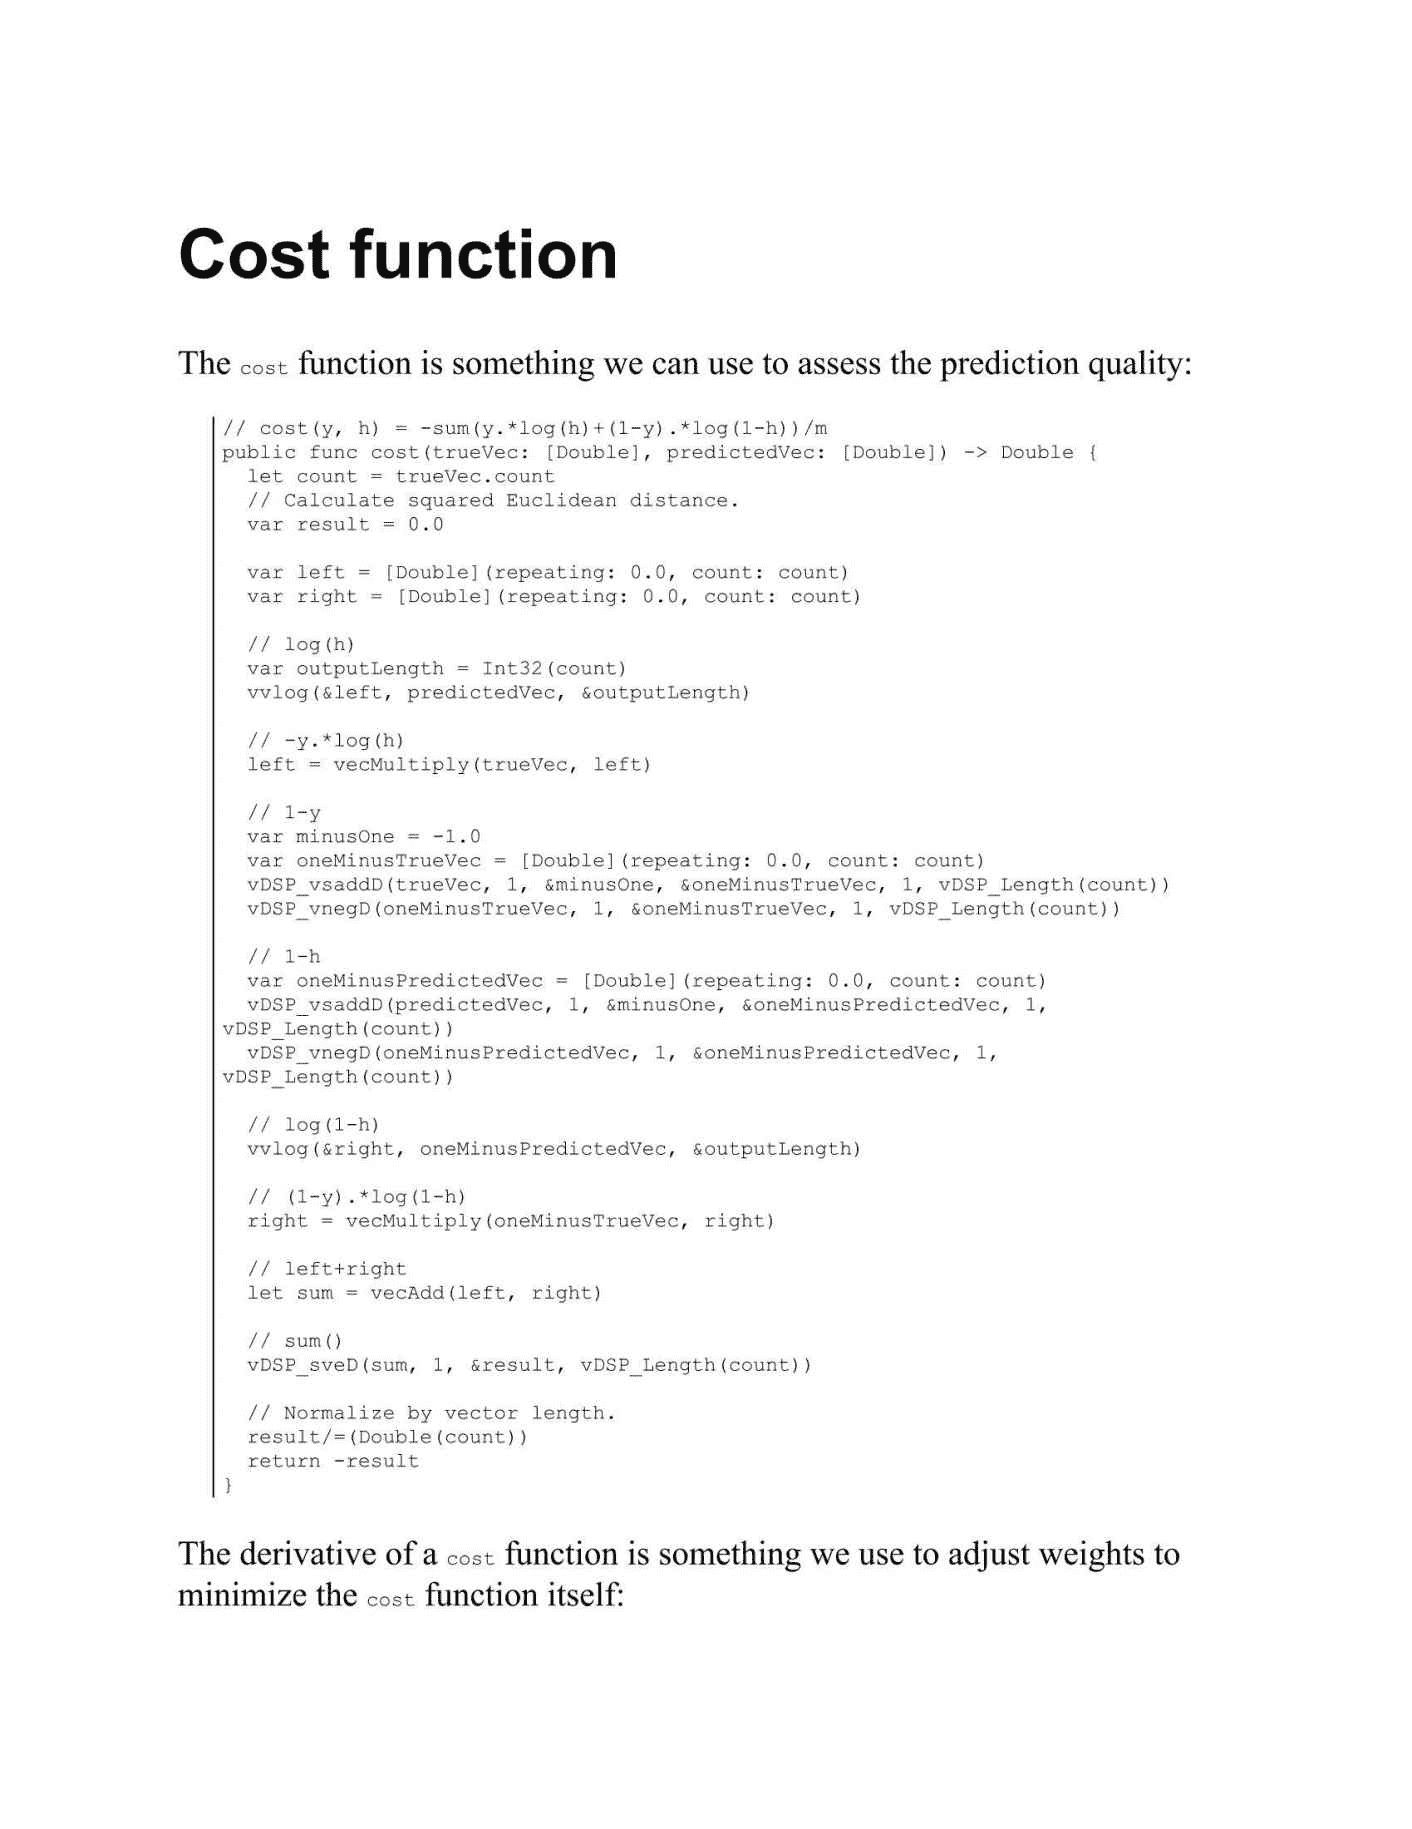 Cost function
The cost function is something we can use to assess the prediction quality:
// cost(y, h) = -sum(y.*log(h)+(1-y).*log(1-h))/m
public func cost(trueVec: [Double], predictedVec: [Double]) -> Double {
let count = trueVec.count
// Calculate squared Euclidean distance.
var result = 0.0
var left = [Double](repeating: 0.0, count: count)
var right = [Double](repeating: 0.0, count: count)
// log(h)
var outputLength = Int32(count)
vvlog(&left, predictedVec, &outputLength)
// -y.*log(h)
left = vecMultiply(trueVec, left)
// 1-y
var minusOne = -1.0
var oneMinusTrueVec = [Double](repeating: 0.0, count: count)
vDSP_vsaddD(trueVec, 1, &minusOne, &oneMinusTrueVec, 1, vDSP_Length(count))
vDSP_vnegD(oneMinusTrueVec, 1, &oneMinusTrueVec, 1, vDSP_Length(count))
// 1-h
var oneMinusPredictedVec = [Double](repeating: 0.0, count: count)
vDSP_vsaddD(predictedVec, 1, &minusOne, &oneMinusPredictedVec, 1,
vDSP_Length(count))
vDSP_vnegD(oneMinusPredictedVec, 1, &oneMinusPredictedVec, 1,
vDSP_Length(count))
// log(1-h)
vvlog(&right, oneMinusPredictedVec, &outputLength)
// (1-y).*log(1-h)
right = vecMultiply(oneMinusTrueVec, right)
// left+right
let sum = vecAdd(left, right)
// sum()
vDSP_sveD(sum, 1, &result, vDSP_Length(count))
// Normalize by vector length.
result/=(Double(count))
return -result
}
The derivative of a cost function is something we use to adjust weights to
minimize the cost function itself: